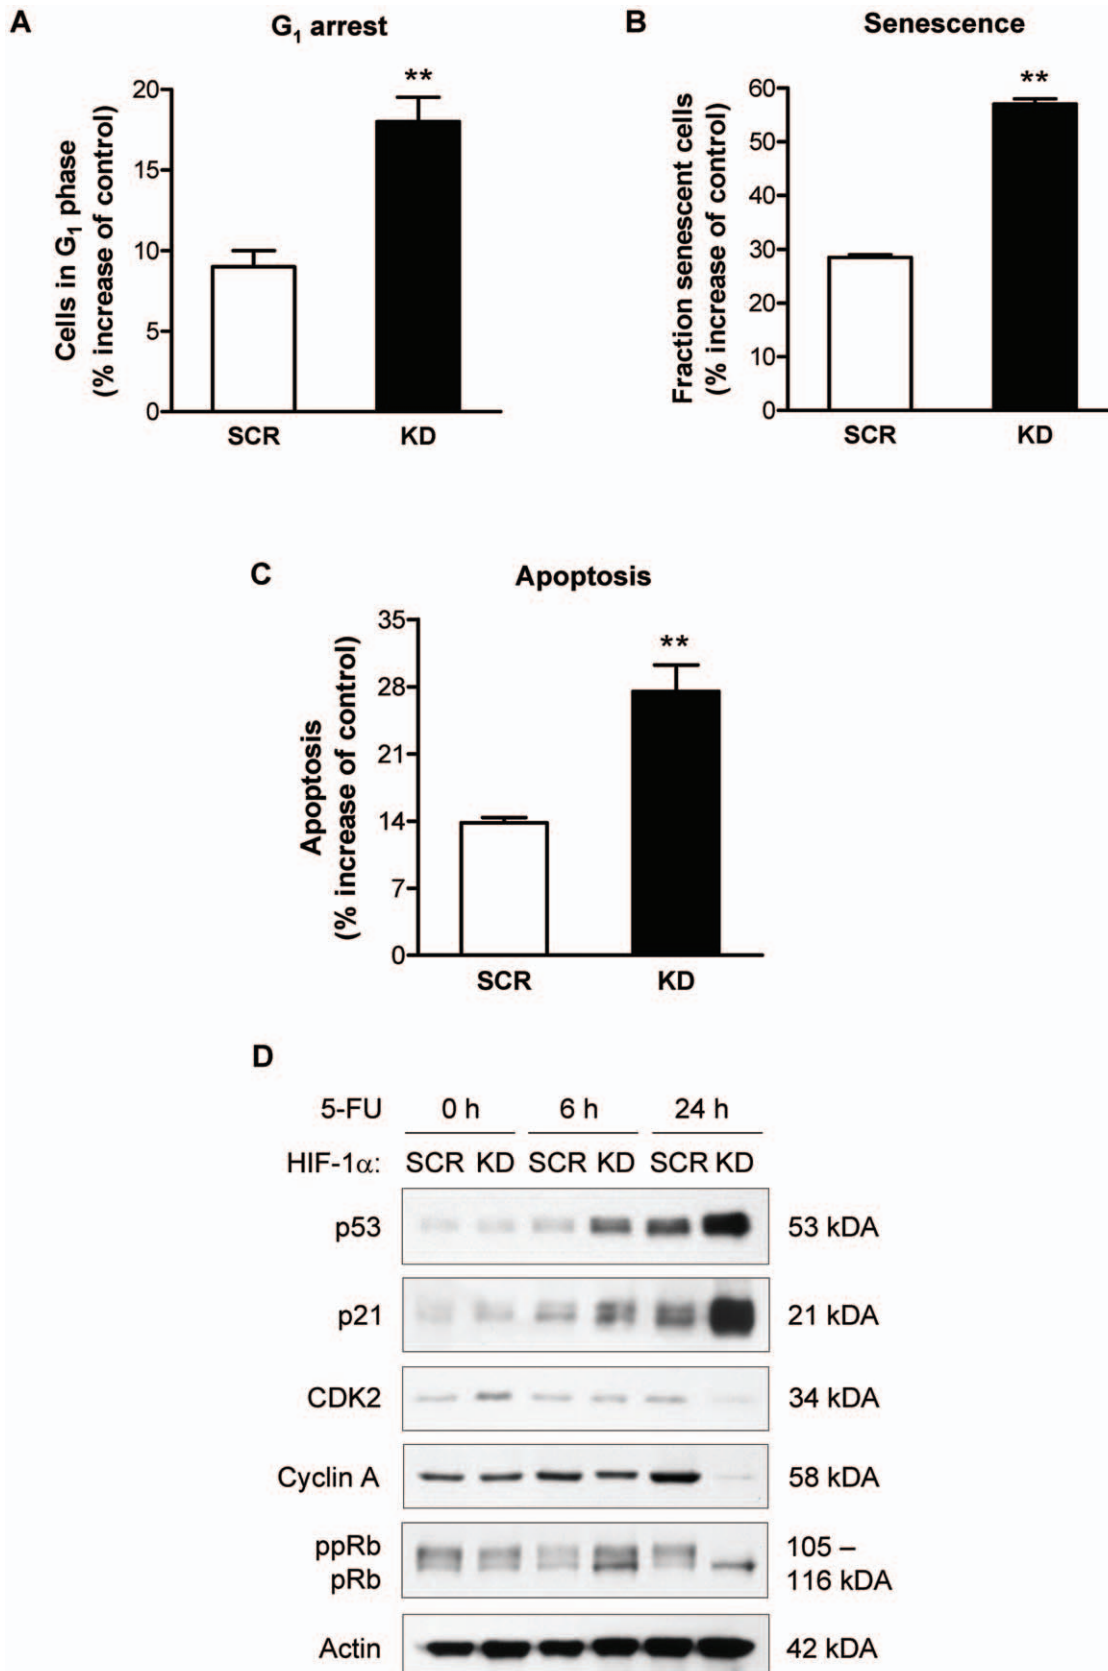 A
G₁ arrest
**
Cells in G₁ phase
(% increase of control)
20
15
10
5
0
SCR KD
B
Senescence
**
Fraction senescent cells
(% increase of control)
60
50
40
30
20
10
0
SCR KD
C
Apoptosis
**
Apoptosis
(% increase of control)
35
28
21
14
7
0
SCR KD
D
5-FU 0 h 6 h 24 h
HIF-1α: SCR KD SCR KD SCR KD
p53 53 kDA
p21 21 kDA
CDK2 34 kDA
Cyclin A 58 kDA
ppRb 105 –
pRb 116 kDA
Actin 42 kDA